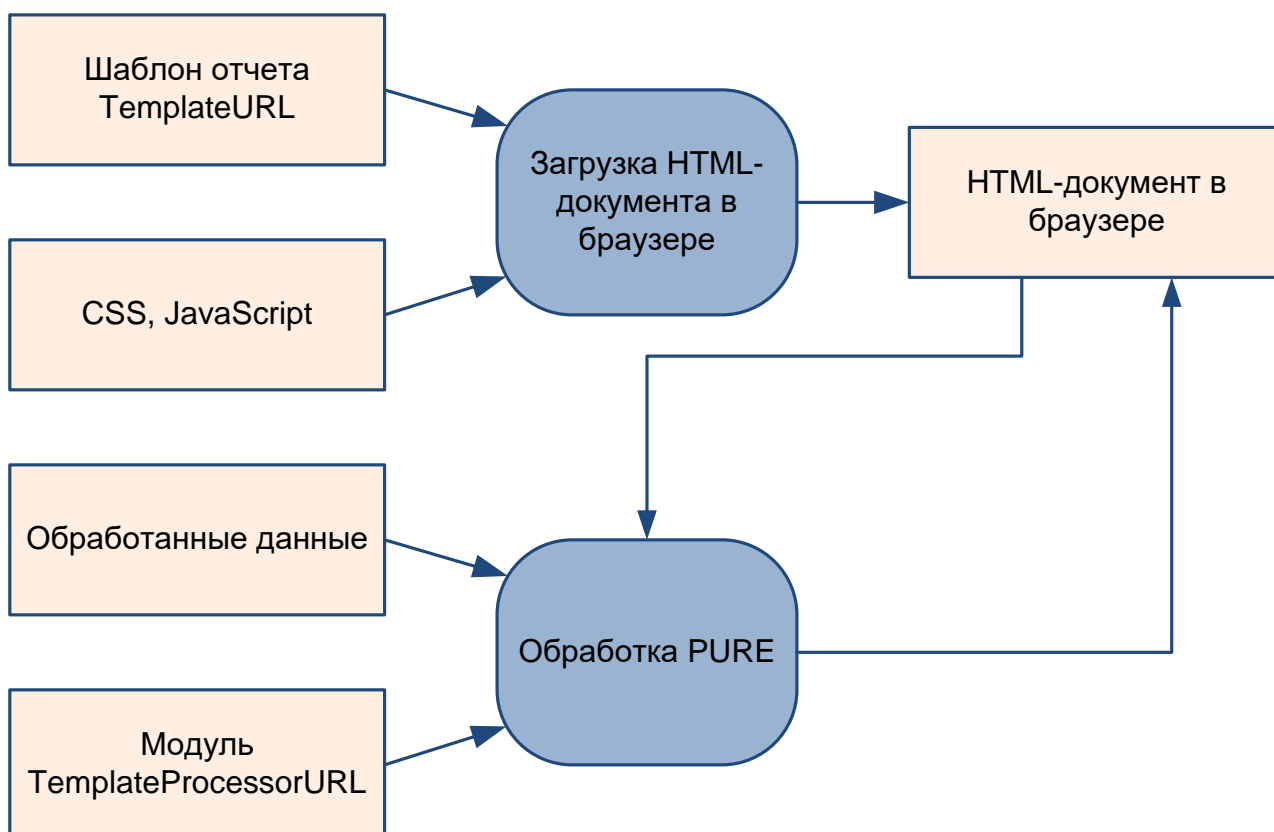 Шаблон отчета
TemplateURL
Загрузка HTML-
документа в
браузере
HTML-документ в
браузере
CSS, JavaScript
Обработанные данные
Обработка PURE
Модуль
TemplateProcessorURL